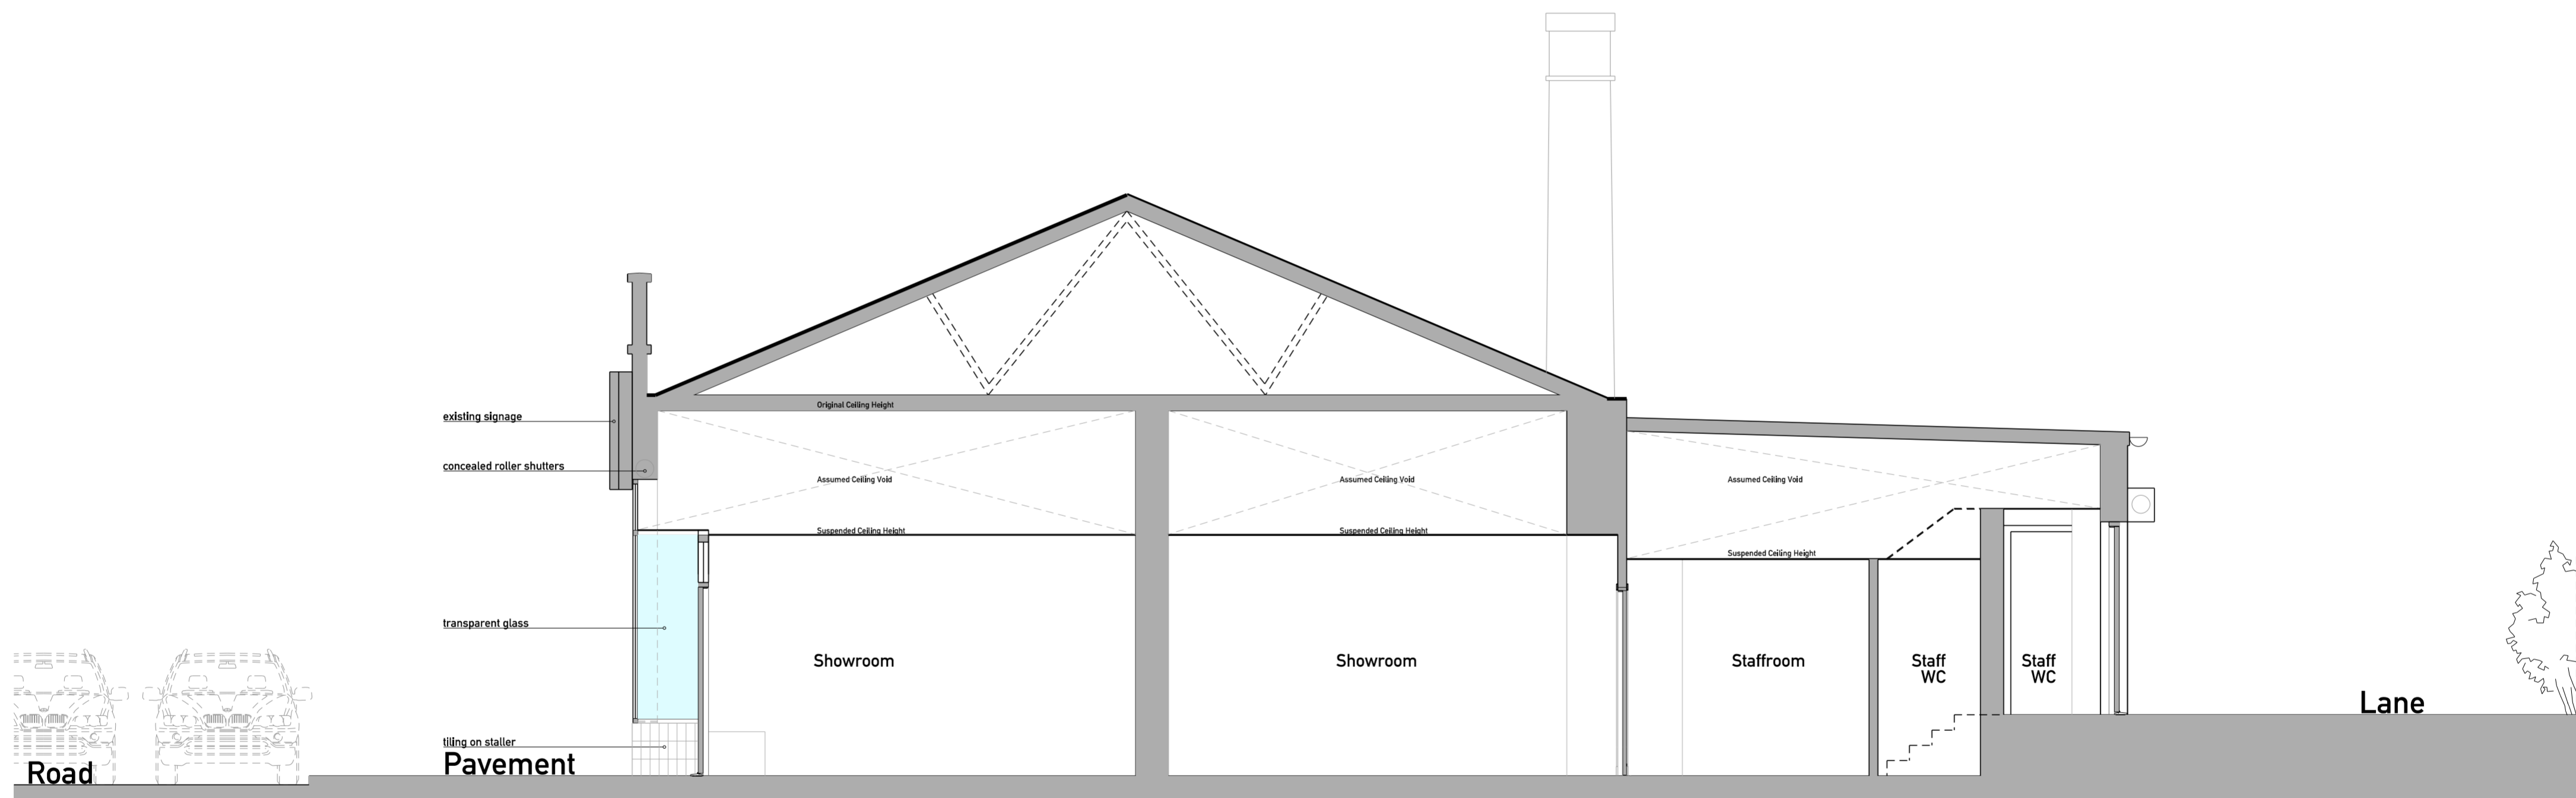 Original Ceiling Height
existing signage
concealed roller shutters
Assumed Ceiling Void
Assumed Ceiling Void
Assumed Ceiling Void
Suspended Ceiling Height
Suspended Ceiling Height
Suspended Ceiling Height
transparent glass
Showroom
Showroom
Staffroom
Staff
WC
Staff
WC
Lane
tiling on staller
Pavement
Road